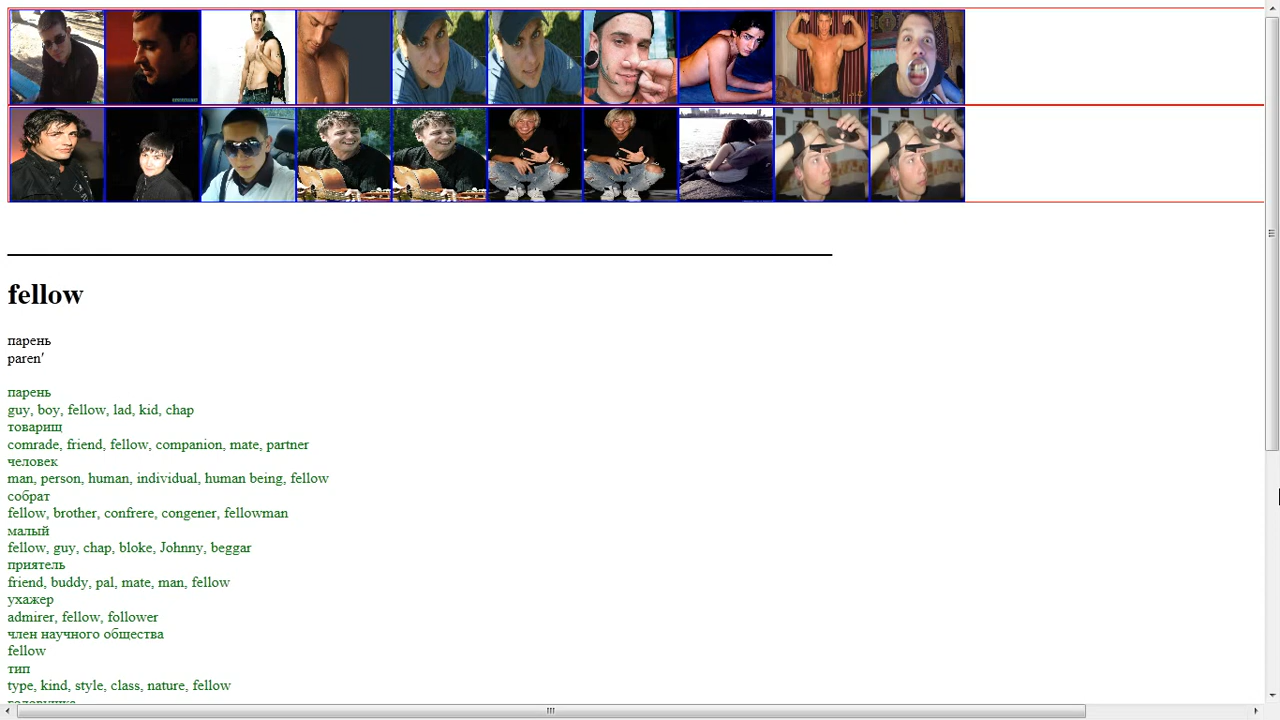 fellow
парень
paren′
парень
guy, boy, fellow, lad, kid, chap
товарищ
comrade, friend, fellow, companion, mate, partner
человек
man, person, human, individual, human being, fellow
собрат
fellow, brother, confrere, congener, fellowman
малый
fellow, guy, chap, bloke, Johnny, beggar
приятель
friend, buddy, pal, mate, man, fellow
ухажер
admirer, fellow, follower
член научного общества
fellow
тип
type, kind, style, class, nature, fellow